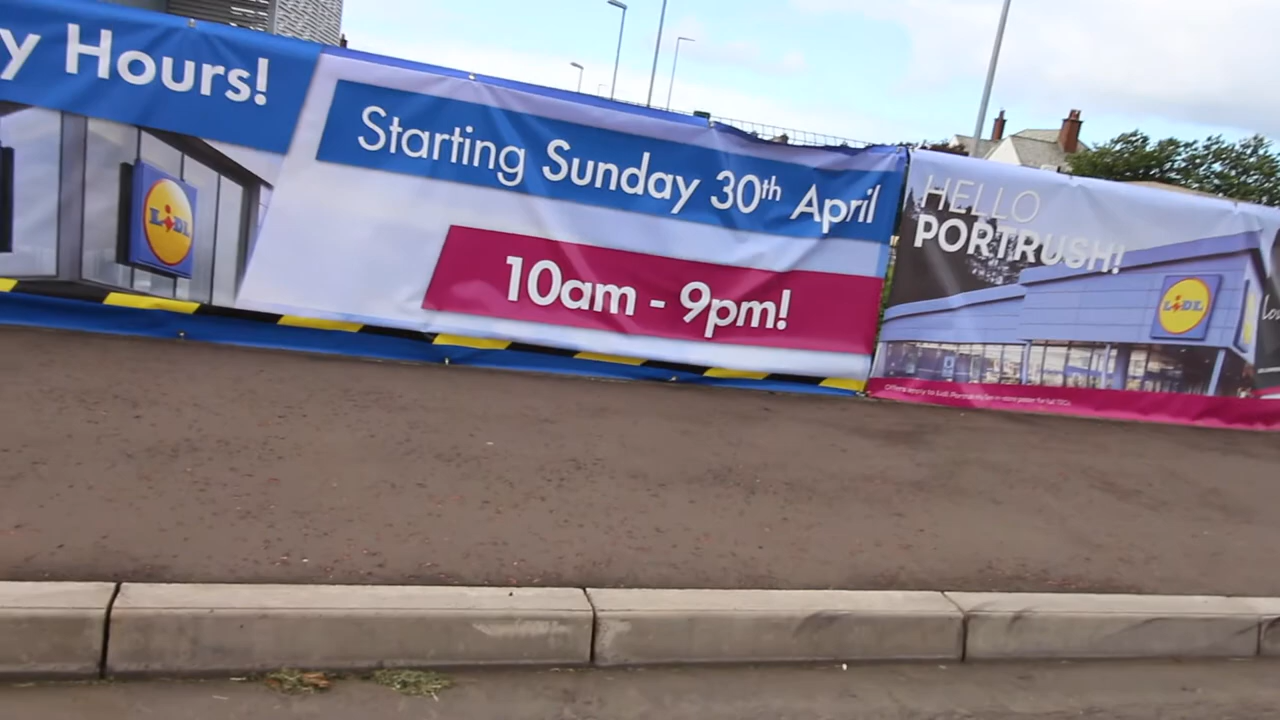 y Hours!
LiDL
Starting Sunday 30th April
10am - 9pm!
HELLO
PORTRUSH!
LiDL